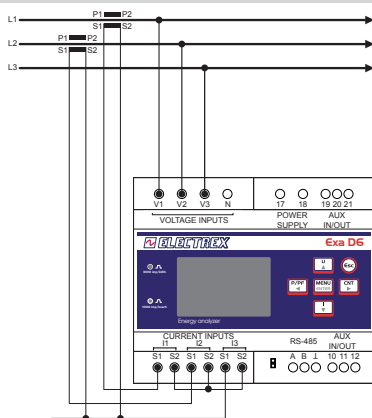 P1 P2
L1
S1 S2
P1 P2
L2
S1 S2
L3
V1 V2 V3 N 17 18 19 20 21
VOLTAGE INPUTS POWER SUPPLY AUX IN/OUT
ELECTREX Exa D6
U Esc
P/PF MENU ENTER CNT
I
Energy analyzer
CURRENT INPUTS RS-485 AUX IN/OUT
I1 I2 I3
S1 S2 S1 S2 S1 S2 A B ⊥ 10 11 12